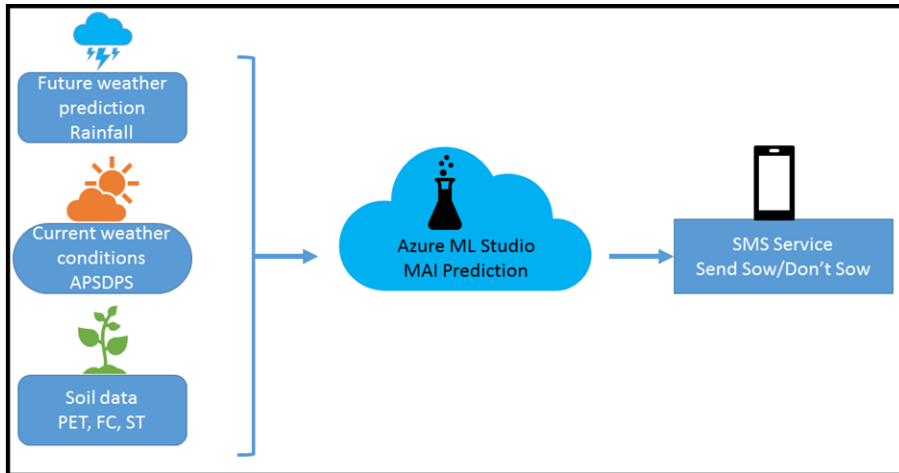 Future weather
prediction
Rainfall
Current weather
conditions
APSDPS
Soil data
PET, FC, ST
Azure ML Studio
MAI Prediction
SMS Service
Send Sow/Don't Sow